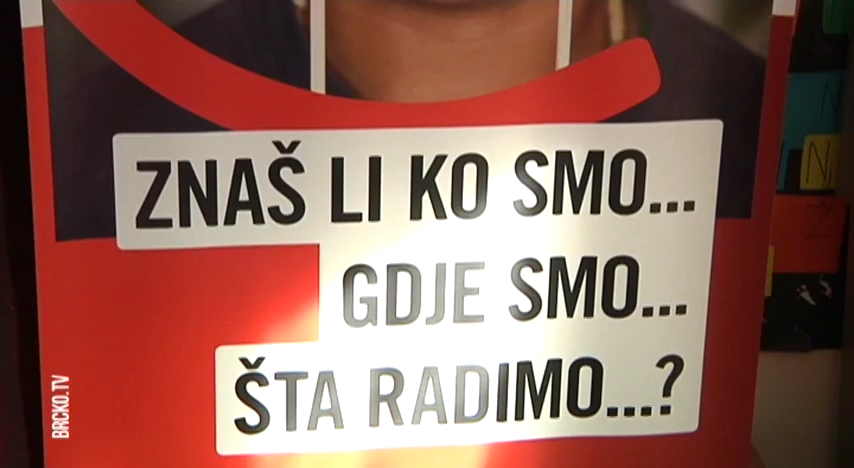 ZNAŠ LI KO SMO...
GDJE SMO...
ŠTA RADIMO...?
BRCKO.TV
N
N
Ž